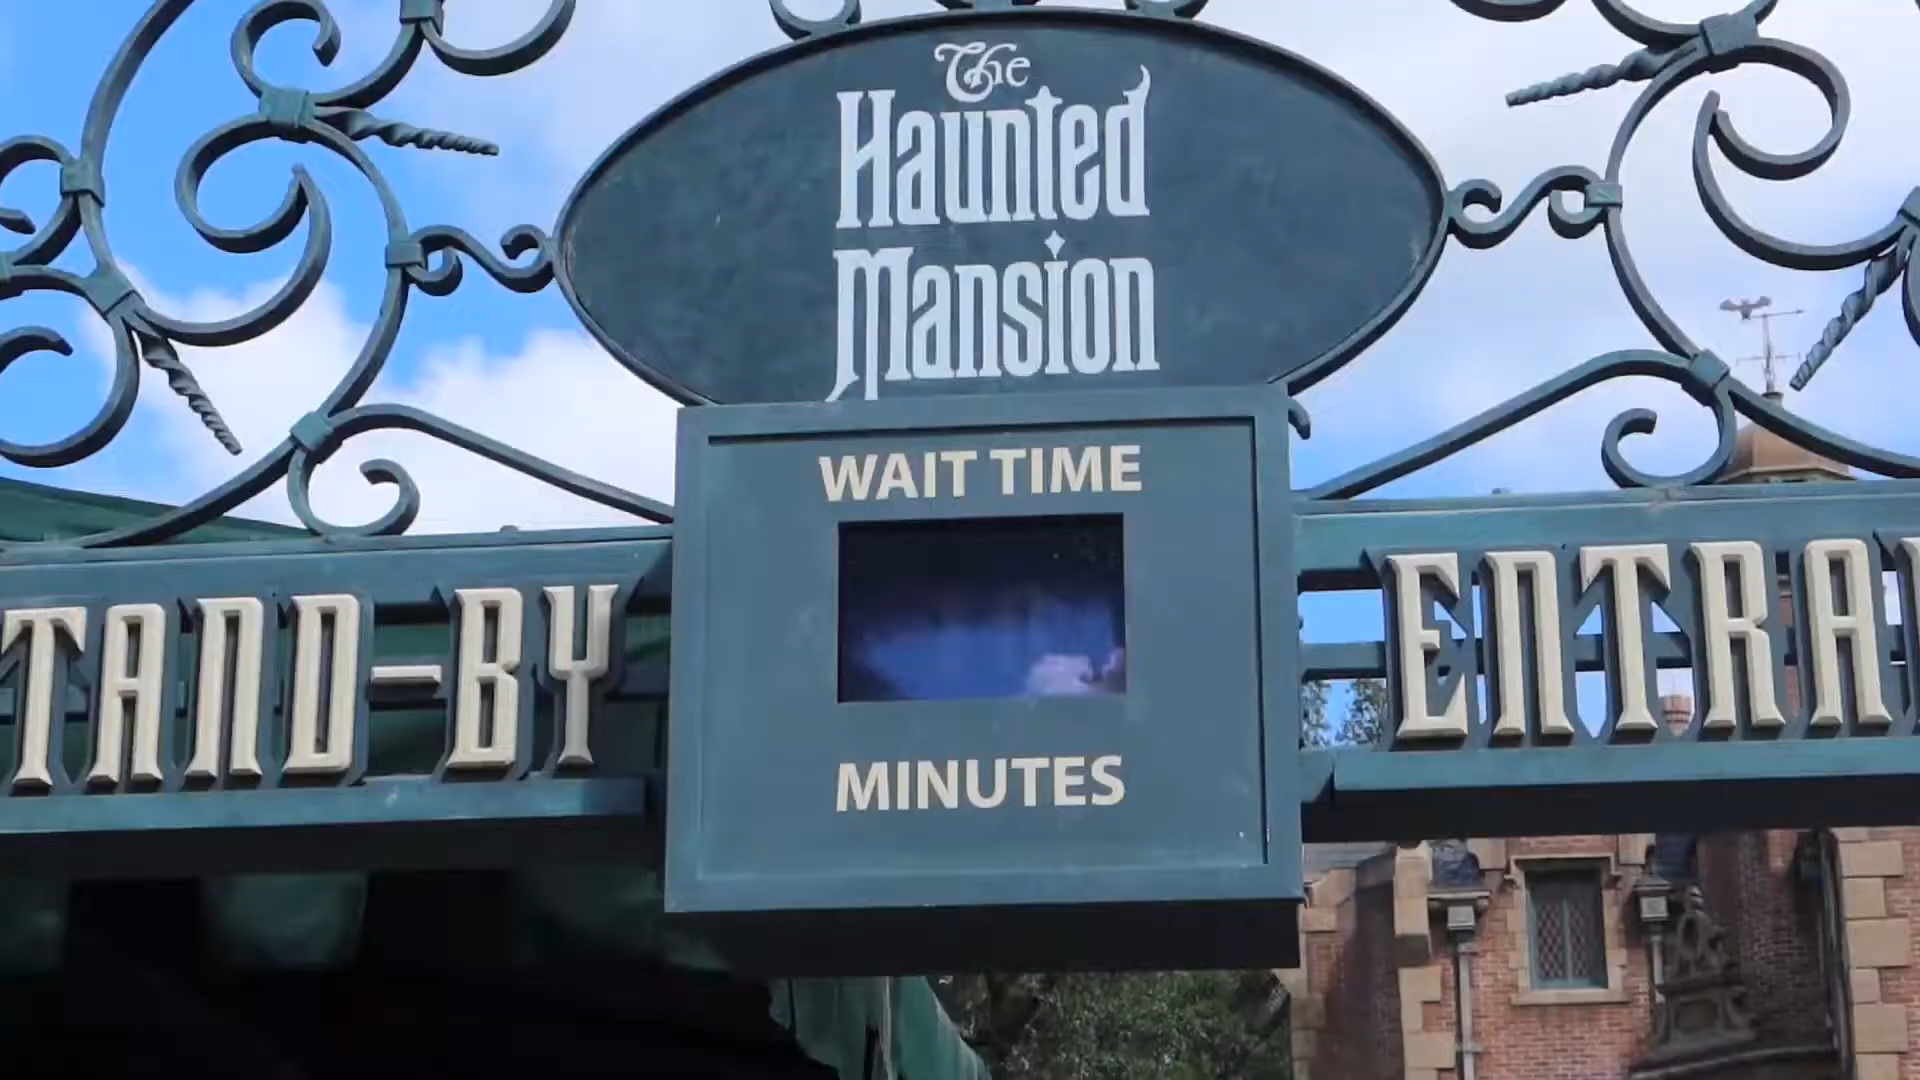 The
Haunted
Mansion
WAIT TIME
MINUTES
TAND-BY
ENTRA